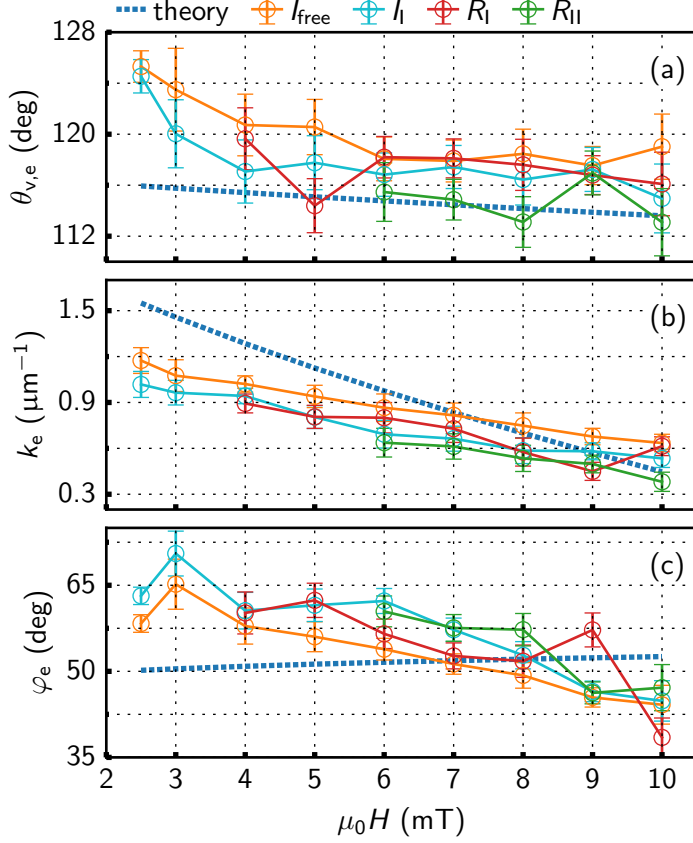 theory I_free I_I R_I R_II
128
(a)
120
θ_v,e (deg)
112
1.5
(b)
0.9
k_e (μm⁻¹)
0.3
(c)
65
φ_e (deg)
50
35
2 3 4 5 6 7 8 9 10
μ₀H (mT)